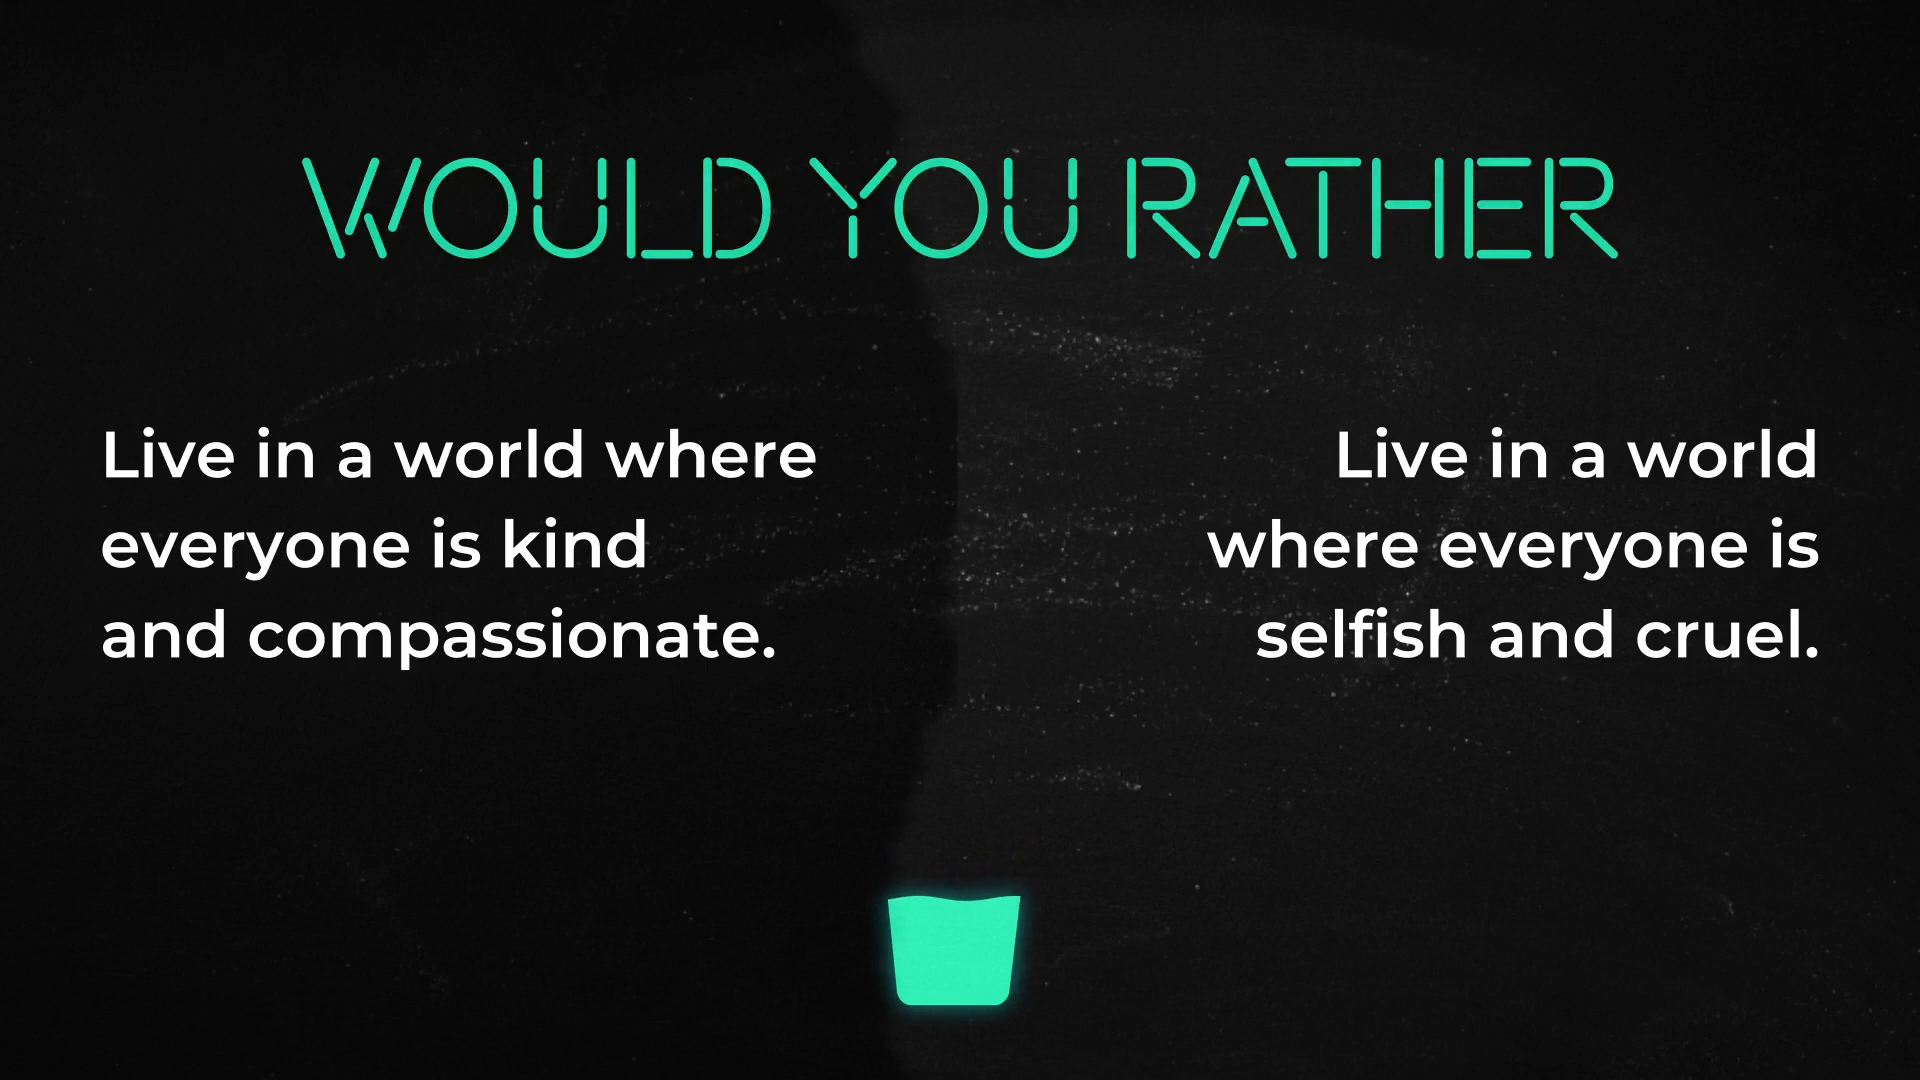 WOULD YOU RATHER
Live in a world where
everyone is kind
and compassionate.
Live in a world
where everyone is
selfish and cruel.